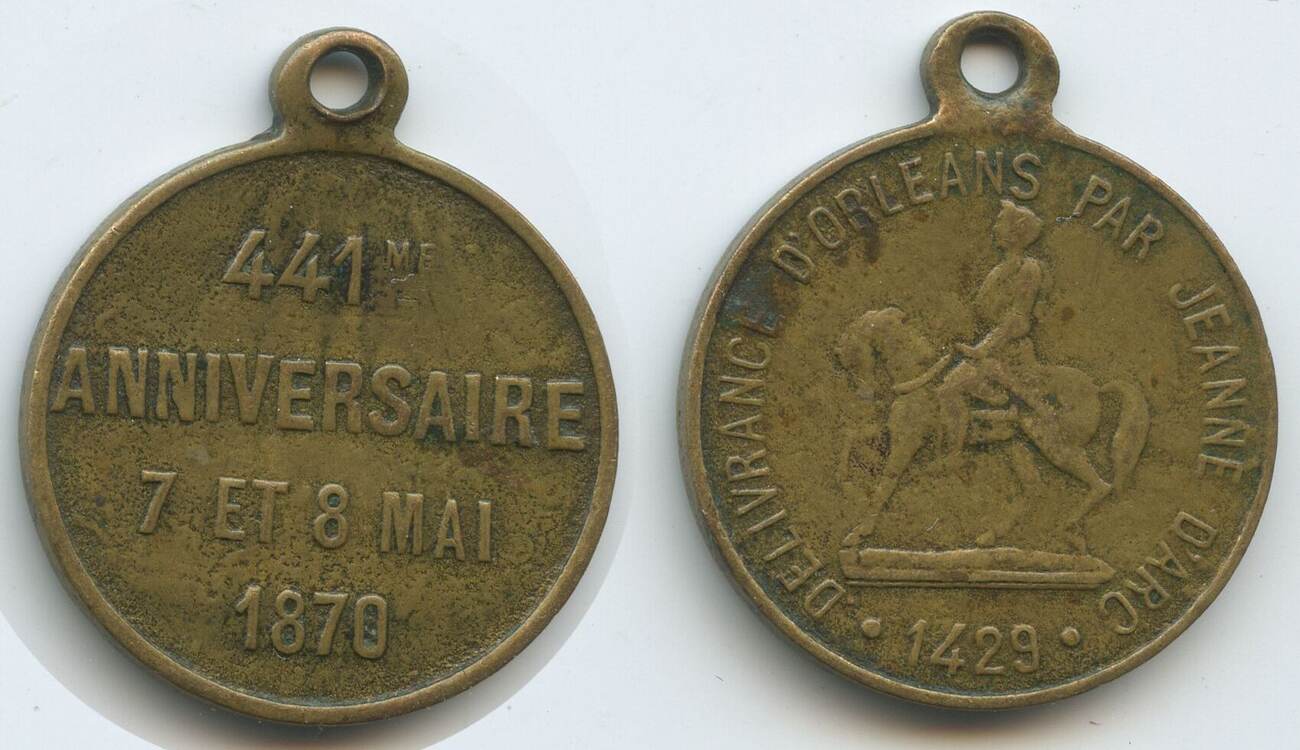 441ME
ANNIVERSAIRE
7 ET 8 MAI
1870
DELIVRANCE D'ORLEANS PAR JEANNE D'ARC
• 1429 •